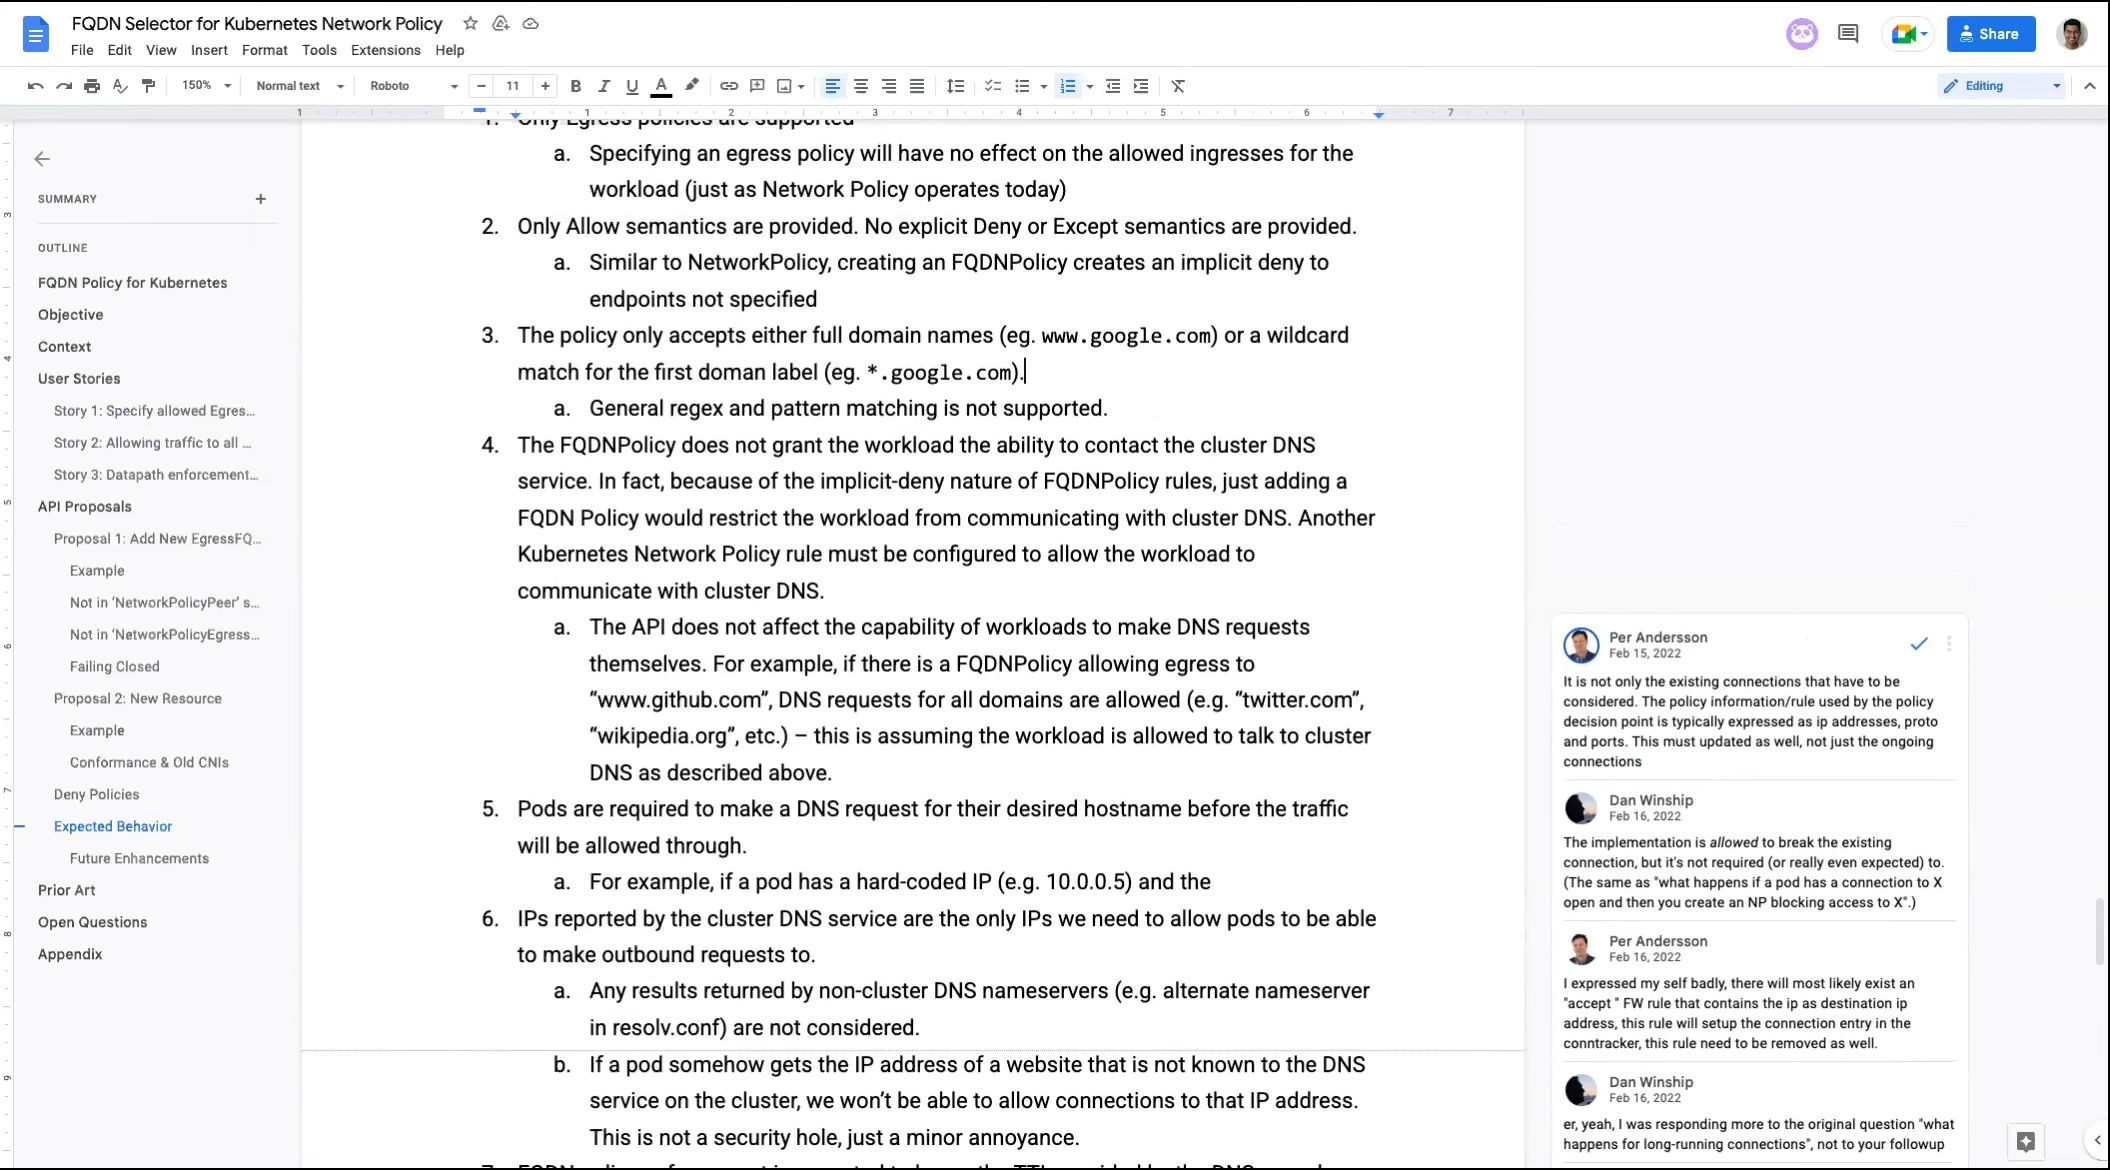 FQDN Selector for Kubernetes Network Policy
File Edit View Insert Format Tools Extensions Help
Share
150% Normal text Roboto 11 Editing
1 1 2 3 4 5 6 7
SUMMARY
OUTLINE
FQDN Policy for Kubernetes
Objective
Context
User Stories
Story 1: Specify allowed Egres...
Story 2: Allowing traffic to all ...
Story 3: Datapath enforcement...
API Proposals
Proposal 1: Add New EgressFQ...
Example
Not in ‘NetworkPolicyPeer’ s...
Not in ‘NetworkPolicyEgress...
Failing Closed
Proposal 2: New Resource
Example
Conformance & Old CNIs
Deny Policies
Expected Behavior
Future Enhancements
Prior Art
Open Questions
Appendix
1. Only Egress policies are supported
a. Specifying an egress policy will have no effect on the allowed ingresses for the
workload (just as Network Policy operates today)
2. Only Allow semantics are provided. No explicit Deny or Except semantics are provided.
a. Similar to NetworkPolicy, creating an FQDNPolicy creates an implicit deny to
endpoints not specified
3. The policy only accepts either full domain names (eg. www.google.com) or a wildcard
match for the first doman label (eg. *.google.com).
a. General regex and pattern matching is not supported.
4. The FQDNPolicy does not grant the workload the ability to contact the cluster DNS
service. In fact, because of the implicit-deny nature of FQDNPolicy rules, just adding a
FQDN Policy would restrict the workload from communicating with cluster DNS. Another
Kubernetes Network Policy rule must be configured to allow the workload to
communicate with cluster DNS.
a. The API does not affect the capability of workloads to make DNS requests
themselves. For example, if there is a FQDNPolicy allowing egress to
“www.github.com”, DNS requests for all domains are allowed (e.g. “twitter.com”,
“wikipedia.org”, etc.) – this is assuming the workload is allowed to talk to cluster
DNS as described above.
5. Pods are required to make a DNS request for their desired hostname before the traffic
will be allowed through.
a. For example, if a pod has a hard-coded IP (e.g. 10.0.0.5) and the
6. IPs reported by the cluster DNS service are the only IPs we need to allow pods to be able
to make outbound requests to.
a. Any results returned by non-cluster DNS nameservers (e.g. alternate nameserver
in resolv.conf) are not considered.
b. If a pod somehow gets the IP address of a website that is not known to the DNS
service on the cluster, we won’t be able to allow connections to that IP address.
This is not a security hole, just a minor annoyance.
Per Andersson
Feb 15, 2022
It is not only the existing connections that have to be
considered. The policy information/rule used by the policy
decision point is typically expressed as ip addresses, proto
and ports. This must updated as well, not just the ongoing
connections
Dan Winship
Feb 16, 2022
The implementation is allowed to break the existing
connection, but it's not required (or really even expected) to.
(The same as "what happens if a pod has a connection to X
open and then you create an NP blocking access to X".)
Per Andersson
Feb 16, 2022
I expressed my self badly, there will most likely exist an
"accept " FW rule that contains the ip as destination ip
address, this rule will setup the connection entry in the
conntracker, this rule need to be removed as well.
Dan Winship
Feb 16, 2022
er, yeah, I was responding more to the original question "what
happens for long-running connections", not to your followup